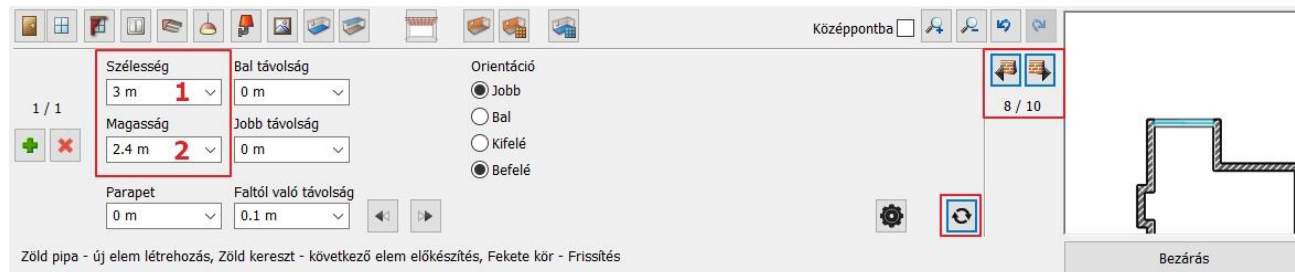 Középpontba
Szélesség
Bal távolság
Orientáció
3 m 1
0 m
Jobb
1 / 1
8 / 10
Magasság
Jobb távolság
Bal
2.4 m 2
0 m
Kifelé
Befelé
Parapet
Faltól való távolság
0 m
0.1 m
Zöld pipa - új elem létrehozás, Zöld kereszt - következő elem előkészítés, Fekete kör - Frissítés
Bezárás